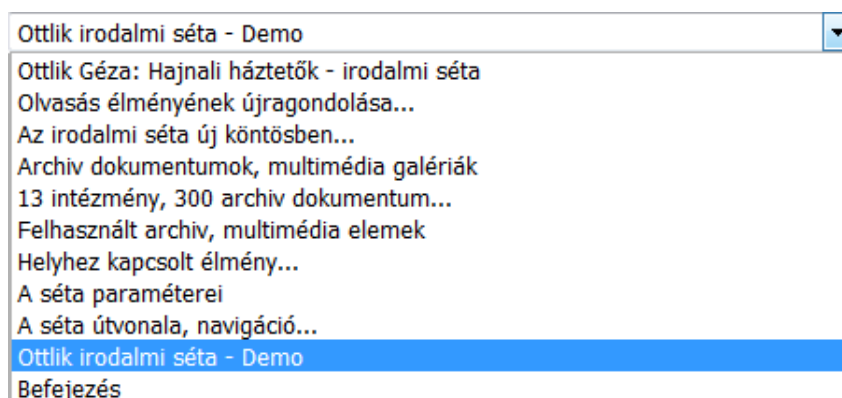 Ottlik irodalmi séta - Demo
Ottlik Géza: Hajnali háztetők - irodalmi séta
Olvasás élményének újragondolása...
Az irodalmi séta új köntösben...
Archiv dokumentumok, multimédia galériák
13 intézmény, 300 archiv dokumentum...
Felhasznált archiv, multimédia elemek
Helyhez kapcsolt élmény...
A séta paraméterei
A séta útvonala, navigáció...
Ottlik irodalmi séta - Demo
Befejezés